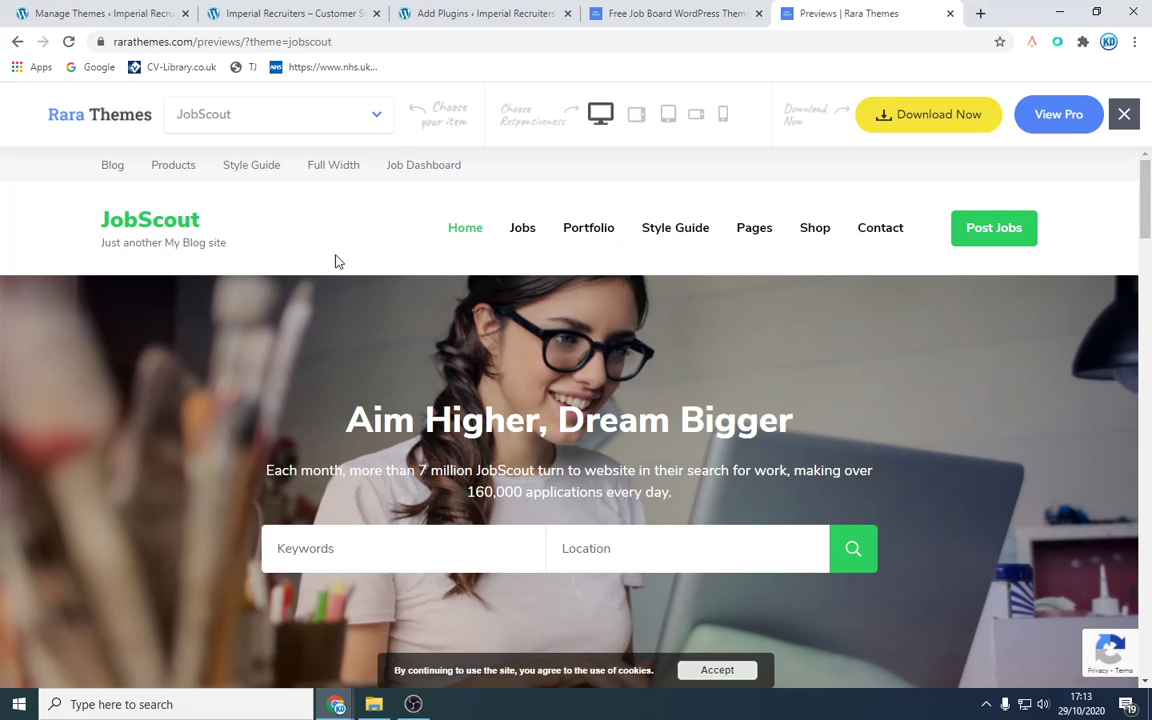 Manage Themes ‹ Imperial Recru
Imperial Recruiters – Customer S
Add Plugins ‹ Imperial Recruiters
Free Job Board WordPress Them
Previews | Rara Themes
rarathemes.com/previews/?theme=jobscout
KD
Apps
Google
CV-Library.co.uk
TJ
NHS
https://www.nhs.uk...
Rara Themes
JobScout
Choose
your item
Choose
Responsiveness
Download
Now
Download Now
View Pro
Blog
Products
Style Guide
Full Width
Job Dashboard
JobScout
Just another My Blog site
Home
Jobs
Portfolio
Style Guide
Pages
Shop
Contact
Post Jobs
Aim Higher, Dream Bigger
Each month, more than 7 million JobScout turn to website in their search for work, making over
160,000 applications every day.
Keywords
Location
By continuing to use the site, you agree to the use of cookies.
Accept
Privacy - Terms
Type here to search
17:13
29/10/2020
19